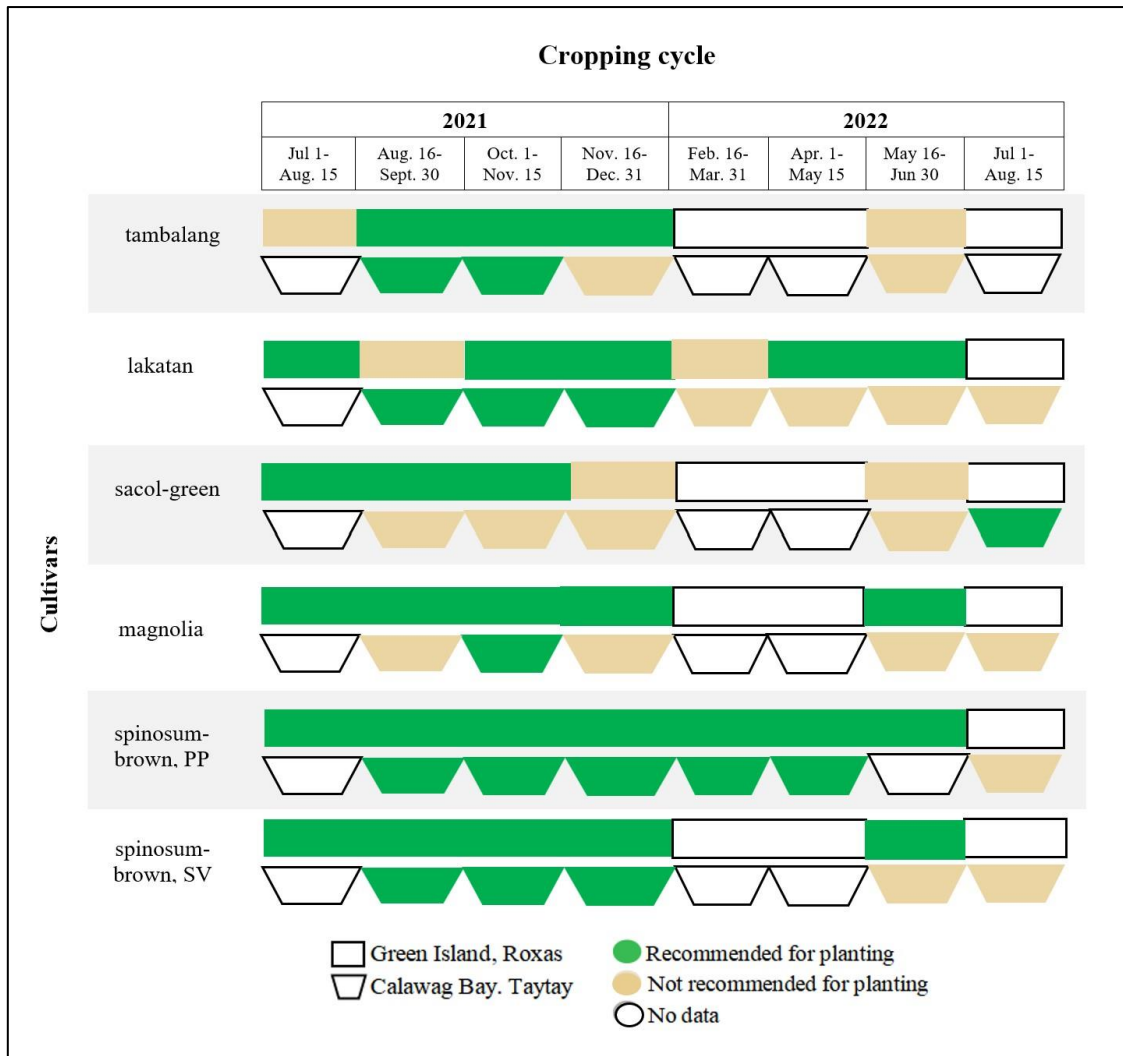 Cropping cycle
2021 2022
Jul 1- Aug. 16- Oct. 1- Nov. 16- Feb. 16- Apr. 1- May 16- Jul 1-
Aug. 15 Sept. 30 Nov. 15 Dec. 31 Mar. 31 May 15 Jun 30 Aug. 15
tambalang
lakatan
sacol-green
Cultivars
magnolia
spinosum-
brown, PP
spinosum-
brown, SV
Green Island, Roxas
Calawag Bay. Taytay
Recommended for planting
Not recommended for planting
No data